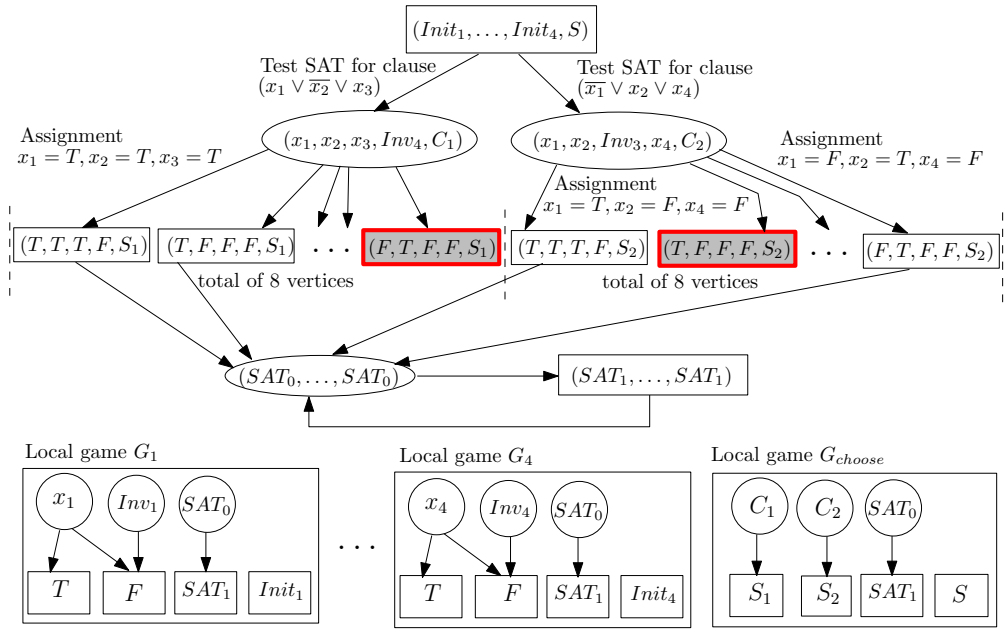 (Init₁, . . . , Init₄, S)
Test SAT for clause
(x₁ ∨ x̅₂ ∨ x₃)
Test SAT for clause
(x̅₁ ∨ x₂ ∨ x₄)
Assignment
x₁ = T, x₂ = T, x₃ = T
(x₁, x₂, x₃, Inv₄, C₁)
(x₁, x₂, Inv₃, x₄, C₂)
Assignment
x₁ = F, x₂ = T, x₄ = F
Assignment
x₁ = T, x₂ = F, x₄ = F
(T, T, T, F, S₁)
(T, F, F, F, S₁)
. . .
(F, T, F, F, S₁)
(T, T, T, F, S₂)
(T, F, F, F, S₂)
. . .
(F, T, F, F, S₂)
total of 8 vertices
total of 8 vertices
(SAT₀, . . . , SAT₀)
(SAT₁, . . . , SAT₁)
Local game G₁
x₁ Inv₁ SAT₀
T F SAT₁ Init₁
. . .
Local game G₄
x₄ Inv₄ SAT₀
T F SAT₁ Init₄
Local game G_choose
C₁ C₂ SAT₀
S₁ S₂ SAT₁ S